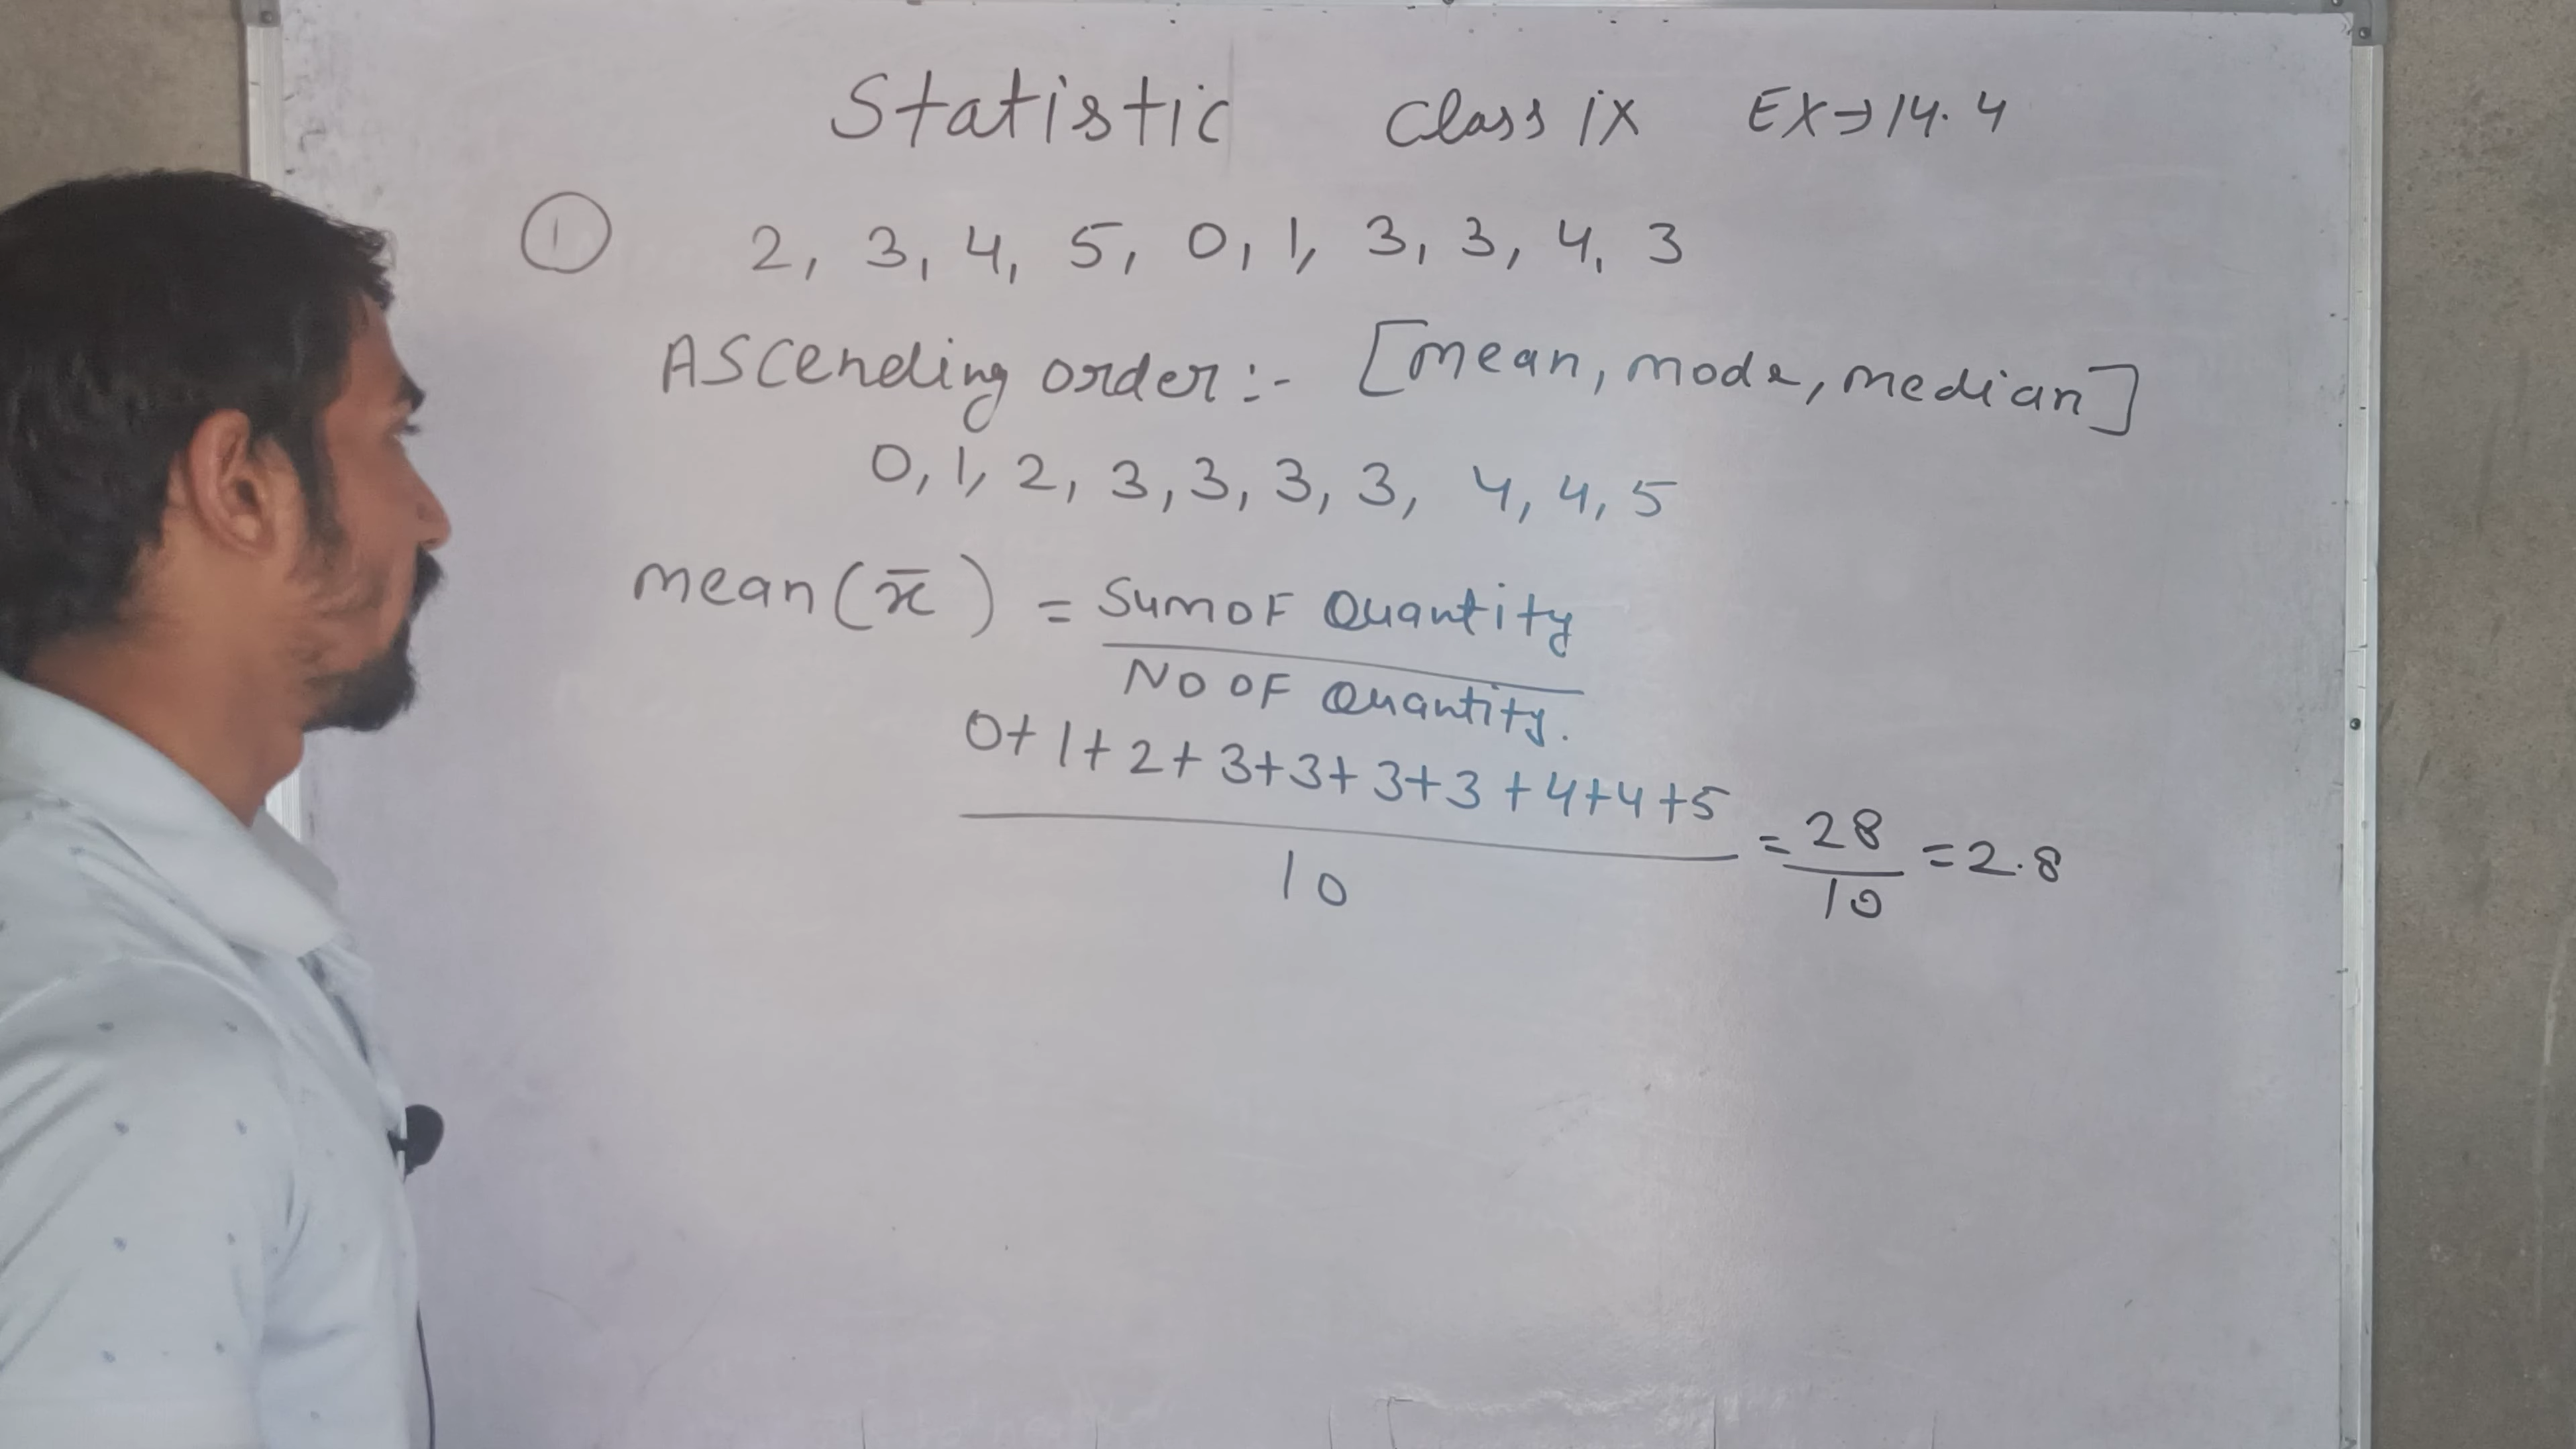 Statistic Class IX EX→14.4
① 2, 3, 4, 5, 0, 1, 3, 3, 4, 3
Ascending order:- [mean, mode, median]
0, 1, 2, 3, 3, 3, 3, 4, 4, 5
mean(x̄) = Sum OF Quantity
NO OF Quantity.
0+1+2+3+3+3+3+4+4+5
10
= 28
10
= 2.8